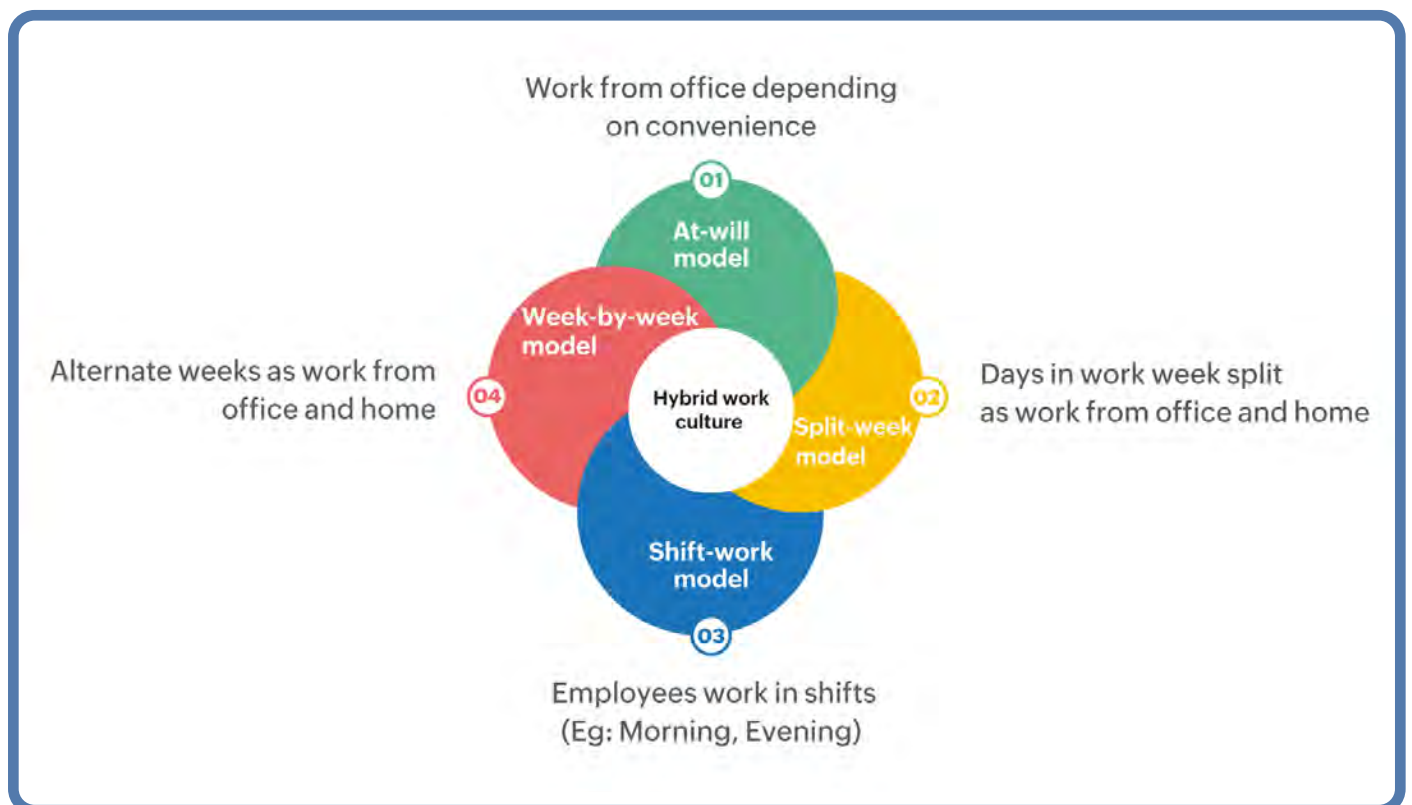 Work from office depending
on convenience
01
At-will
model
Week-by-week
model
Alternate weeks as work from
office and home
04
Hybrid work
culture
02
Split-week
model
Days in work week split
as work from office and home
Shift-work
model
03
Employees work in shifts
(Eg: Morning, Evening)